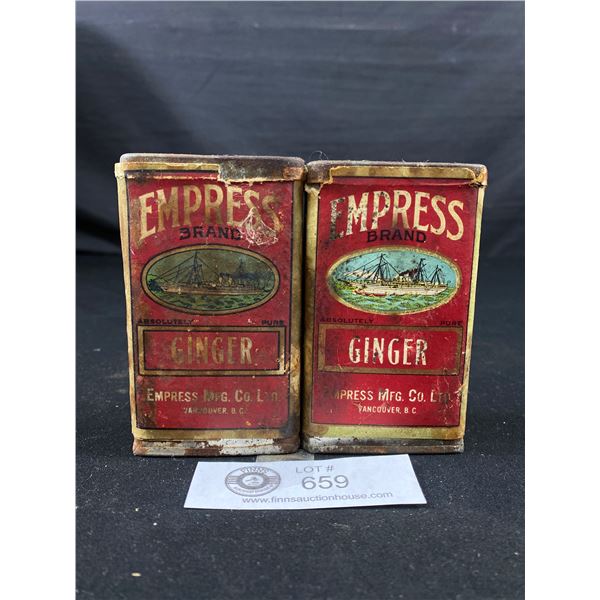 EMPRESS
BRAND
ABSOLUTELY PURE
GINGER
EMPRESS MFG. CO. LTD.
VANCOUVER, B.C.
EMPRESS
BRAND
ABSOLUTELY PURE
GINGER
EMPRESS MFG. CO. LTD.
VANCOUVER, B.C.
FINNS
LOT #
659
www.finnsauctionhouse.com